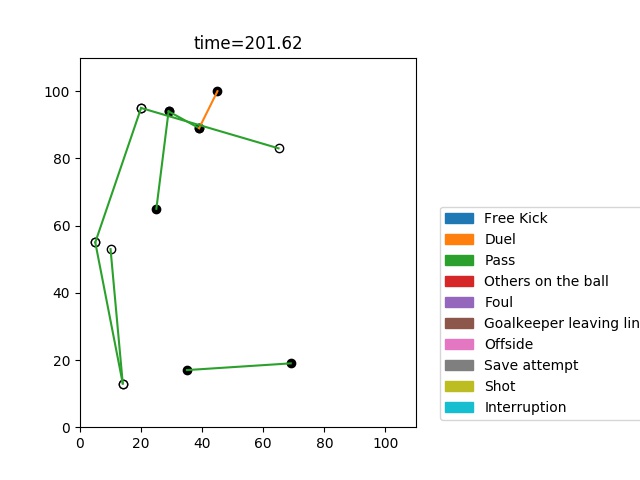 time=201.62
100
80
60
40
20
0
0 20 40 60 80 100
Free Kick
Duel
Pass
Others on the ball
Foul
Goalkeeper leaving lin
Offside
Save attempt
Shot
Interruption